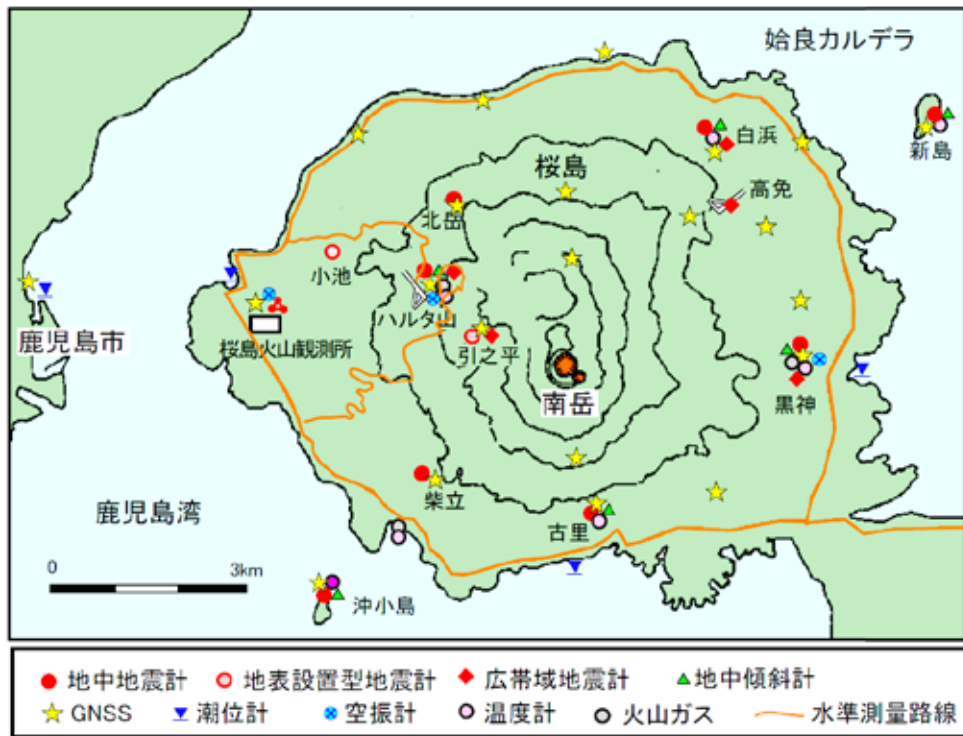 姶良カルデラ
白浜
新島
桜島
高免
北岳
小池
ハルタ山
鹿児島市
桜島火山観測所
引之平
南岳
黒神
柴立
鹿児島湾
古里
0 3km
沖小島
地中地震計 地表設置型地震計 広帯域地震計 地中傾斜計
GNSS 潮位計 空振計 温度計 火山ガス 水準測量路線